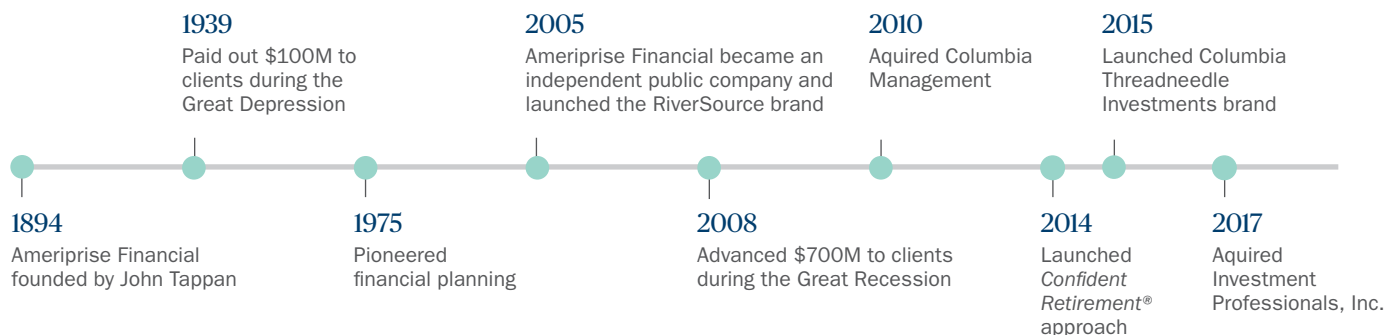 1939
Paid out $100M to
clients during the
Great Depression
2005
Ameriprise Financial became an
independent public company and
launched the RiverSource brand
2010
Aquired Columbia
Management
2015
Launched Columbia
Threadneedle
Investments brand
1894
Ameriprise Financial
founded by John Tappan
1975
Pioneered
financial planning
2008
Advanced $700M to clients
during the Great Recession
2014
Launched
Confident
Retirement®
approach
2017
Aquired
Investment
Professionals, Inc.